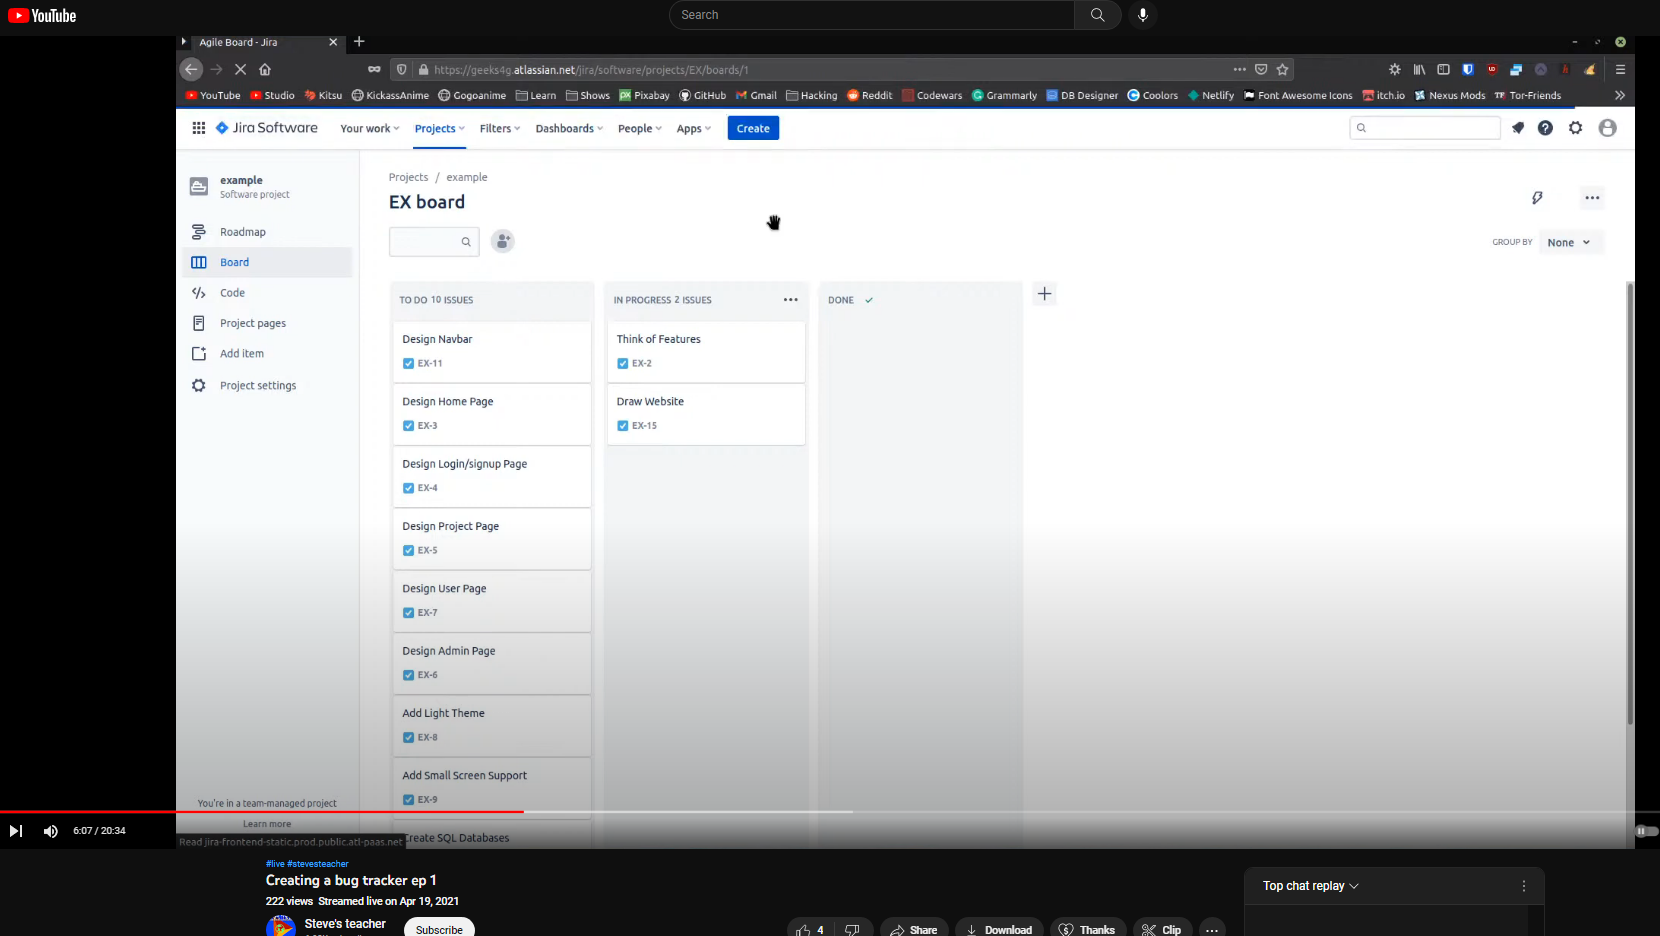 YouTube
Search
Agile Board - Jira
https://geeks4g.atlassian.net/jira/software/projects/EX/boards/1
YouTube Studio Kitsu KickassAnime Gogoanime Learn Shows Pixabay GitHub Gmail Hacking Reddit Codewars Grammarly DB Designer Coolors Netlify Font Awesome Icons itch.io Nexus Mods Tor-Friends
Jira Software Your work Projects Filters Dashboards People Apps Create
example
Software project
Roadmap
Board
Code
Project pages
Add item
Project settings
You're in a team-managed project
Learn more
Projects / example
EX board
GROUP BY None
TO DO 10 ISSUES
Design Navbar
EX-11
Design Home Page
EX-3
Design Login/signup Page
EX-4
Design Project Page
EX-5
Design User Page
EX-7
Design Admin Page
EX-6
Add Light Theme
EX-8
Add Small Screen Support
EX-9
Create SQL Databases
IN PROGRESS 2 ISSUES
Think of Features
EX-2
Draw Website
EX-15
DONE
6:07 / 20:34
Read jira-frontend-static.prod.public.atl-paas.net
#live #stevesteacher
Creating a bug tracker ep 1
222 views Streamed live on Apr 19, 2021
Steve's teacher
Subscribe
4 Share Download Thanks Clip
Top chat replay